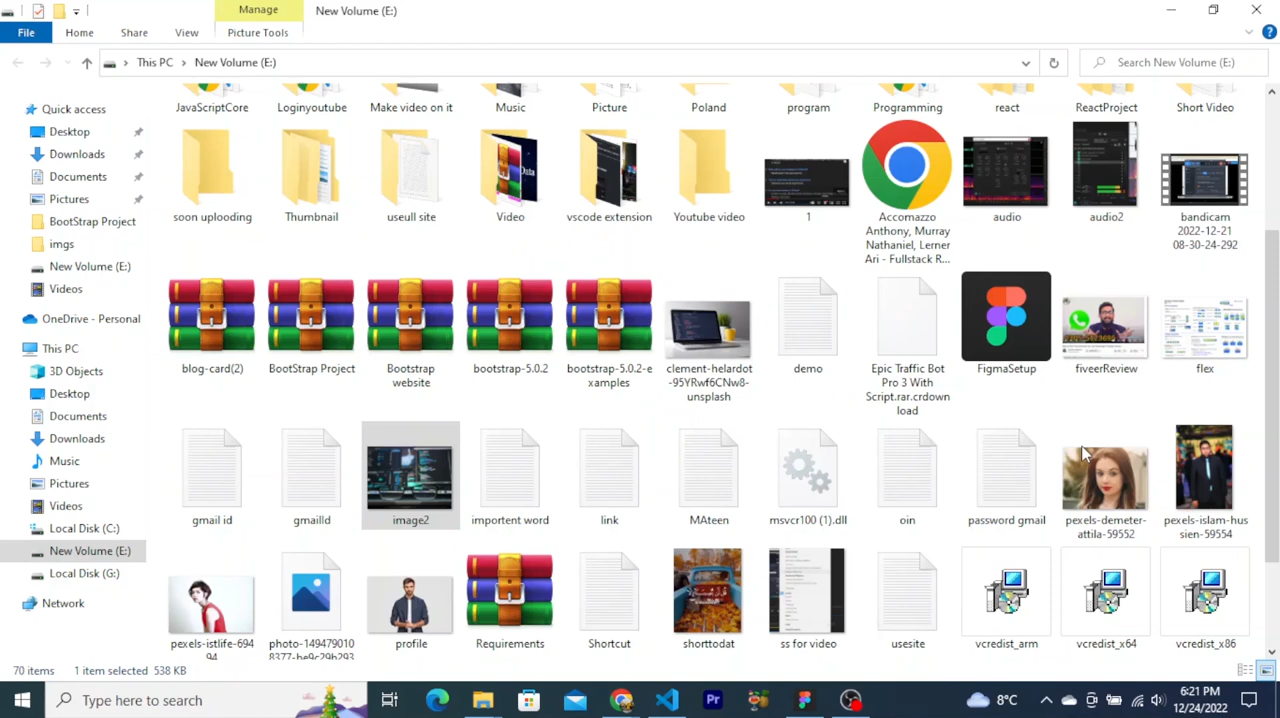 Manage
New Volume (E:)
File
Home
Share
View
Picture Tools
This PC
New Volume (E:)
Search New Volume (E:)
Quick access
Desktop
Downloads
Documents
Pictures
Bootstrap Project
imgs
New Volume (E:)
Videos
OneDrive - Personal
This PC
3D Objects
Desktop
Documents
Downloads
Music
Pictures
Videos
Local Disk (C:)
New Volume (E:)
Local Disk (G:)
Network
JavaScriptCore
Loginyoutube
Make video on it
Music
Picture
Poland
program
Programming
react
ReactProject
Short Video
soon uploading
Thumbnail
useull site
Video
vscode extension
Youtube video
1
Accomazzo
Anthony, Murray
Nathaniel, Lerner
Ari - Fullstack R...
audio
audio2
bandicam
2022-12-21
08-30-24-292
blog-card(2)
BootStrap Project
Bootstrap
website
bootstrap-5.0.2
bootstrap-5.0.2-e
xamples
clement-helardot
-95YRwf6CNw8-
unsplash
demo
Epic Traffic Bot
Pro 3 With
Script.rar.crdown
load
FigmaSetup
fiveerReview
flex
gmail id
gmailId
image2
importent word
link
MAteen
msvcr100 (1).dll
oin
password gmail
pexels-demeter-
attila-59552
pexels-islam-hus
sien-59554
pexels-istlife-694
94
photo-149479010
8377-be9c29b293
profile
Requirements
Shortcut
shorttodat
ss for video
usesite
vcredist_arm
vcredist_x64
vcredist_x86
70 items
1 item selected 538 KB
Type here to search
8°C
6:21 PM
12/24/2022